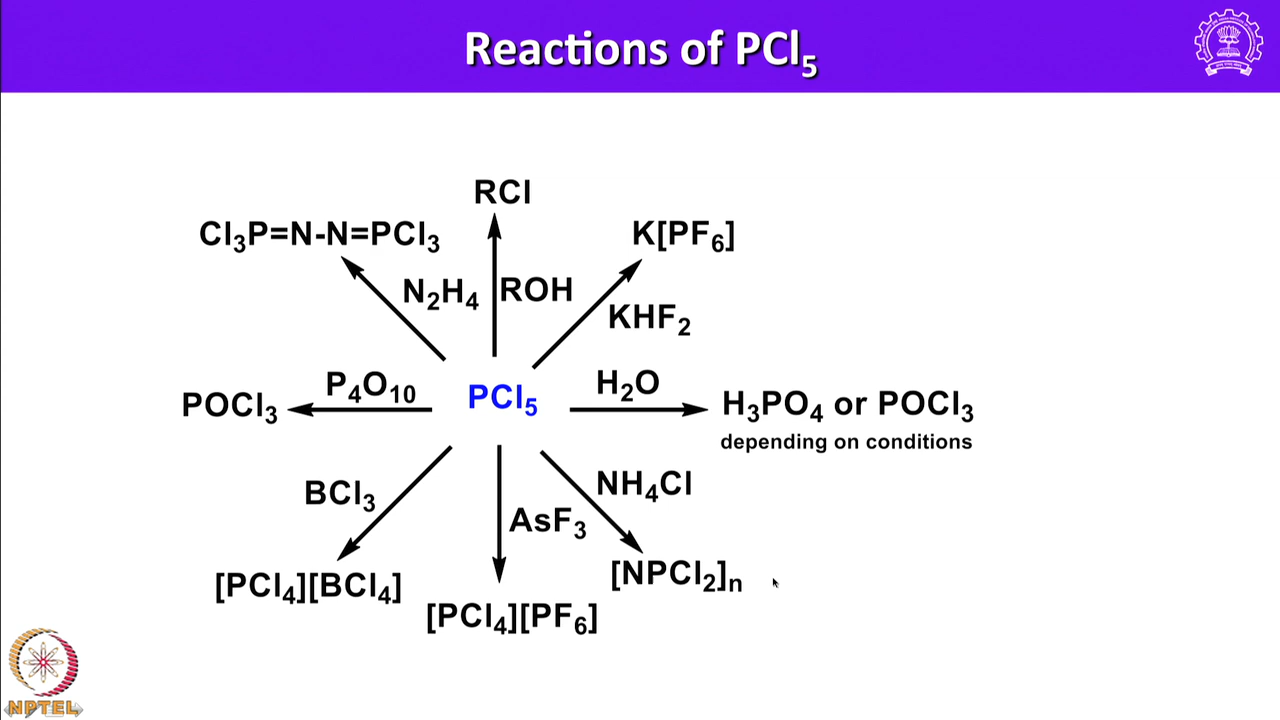 Reactions of PCl₅
RCl
Cl₃P=N-N=PCl₃
K[PF₆]
N₂H₄
ROH
KHF₂
P₄O₁₀
PCl₅
H₂O
POCl₃
H₃PO₄ or POCl₃
depending on conditions
BCl₃
NH₄Cl
AsF₃
[PCl₄][BCl₄]
[NPCl₂]ₙ
[PCl₄][PF₆]
NPTEL